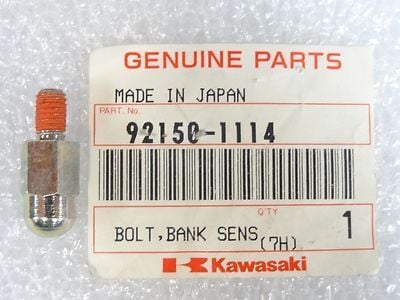 GENUINE PARTS
MADE IN JAPAN
PART. No.
92150-1114
QTY
BOLT,BANK SENS 1
(7H)
Kawasaki